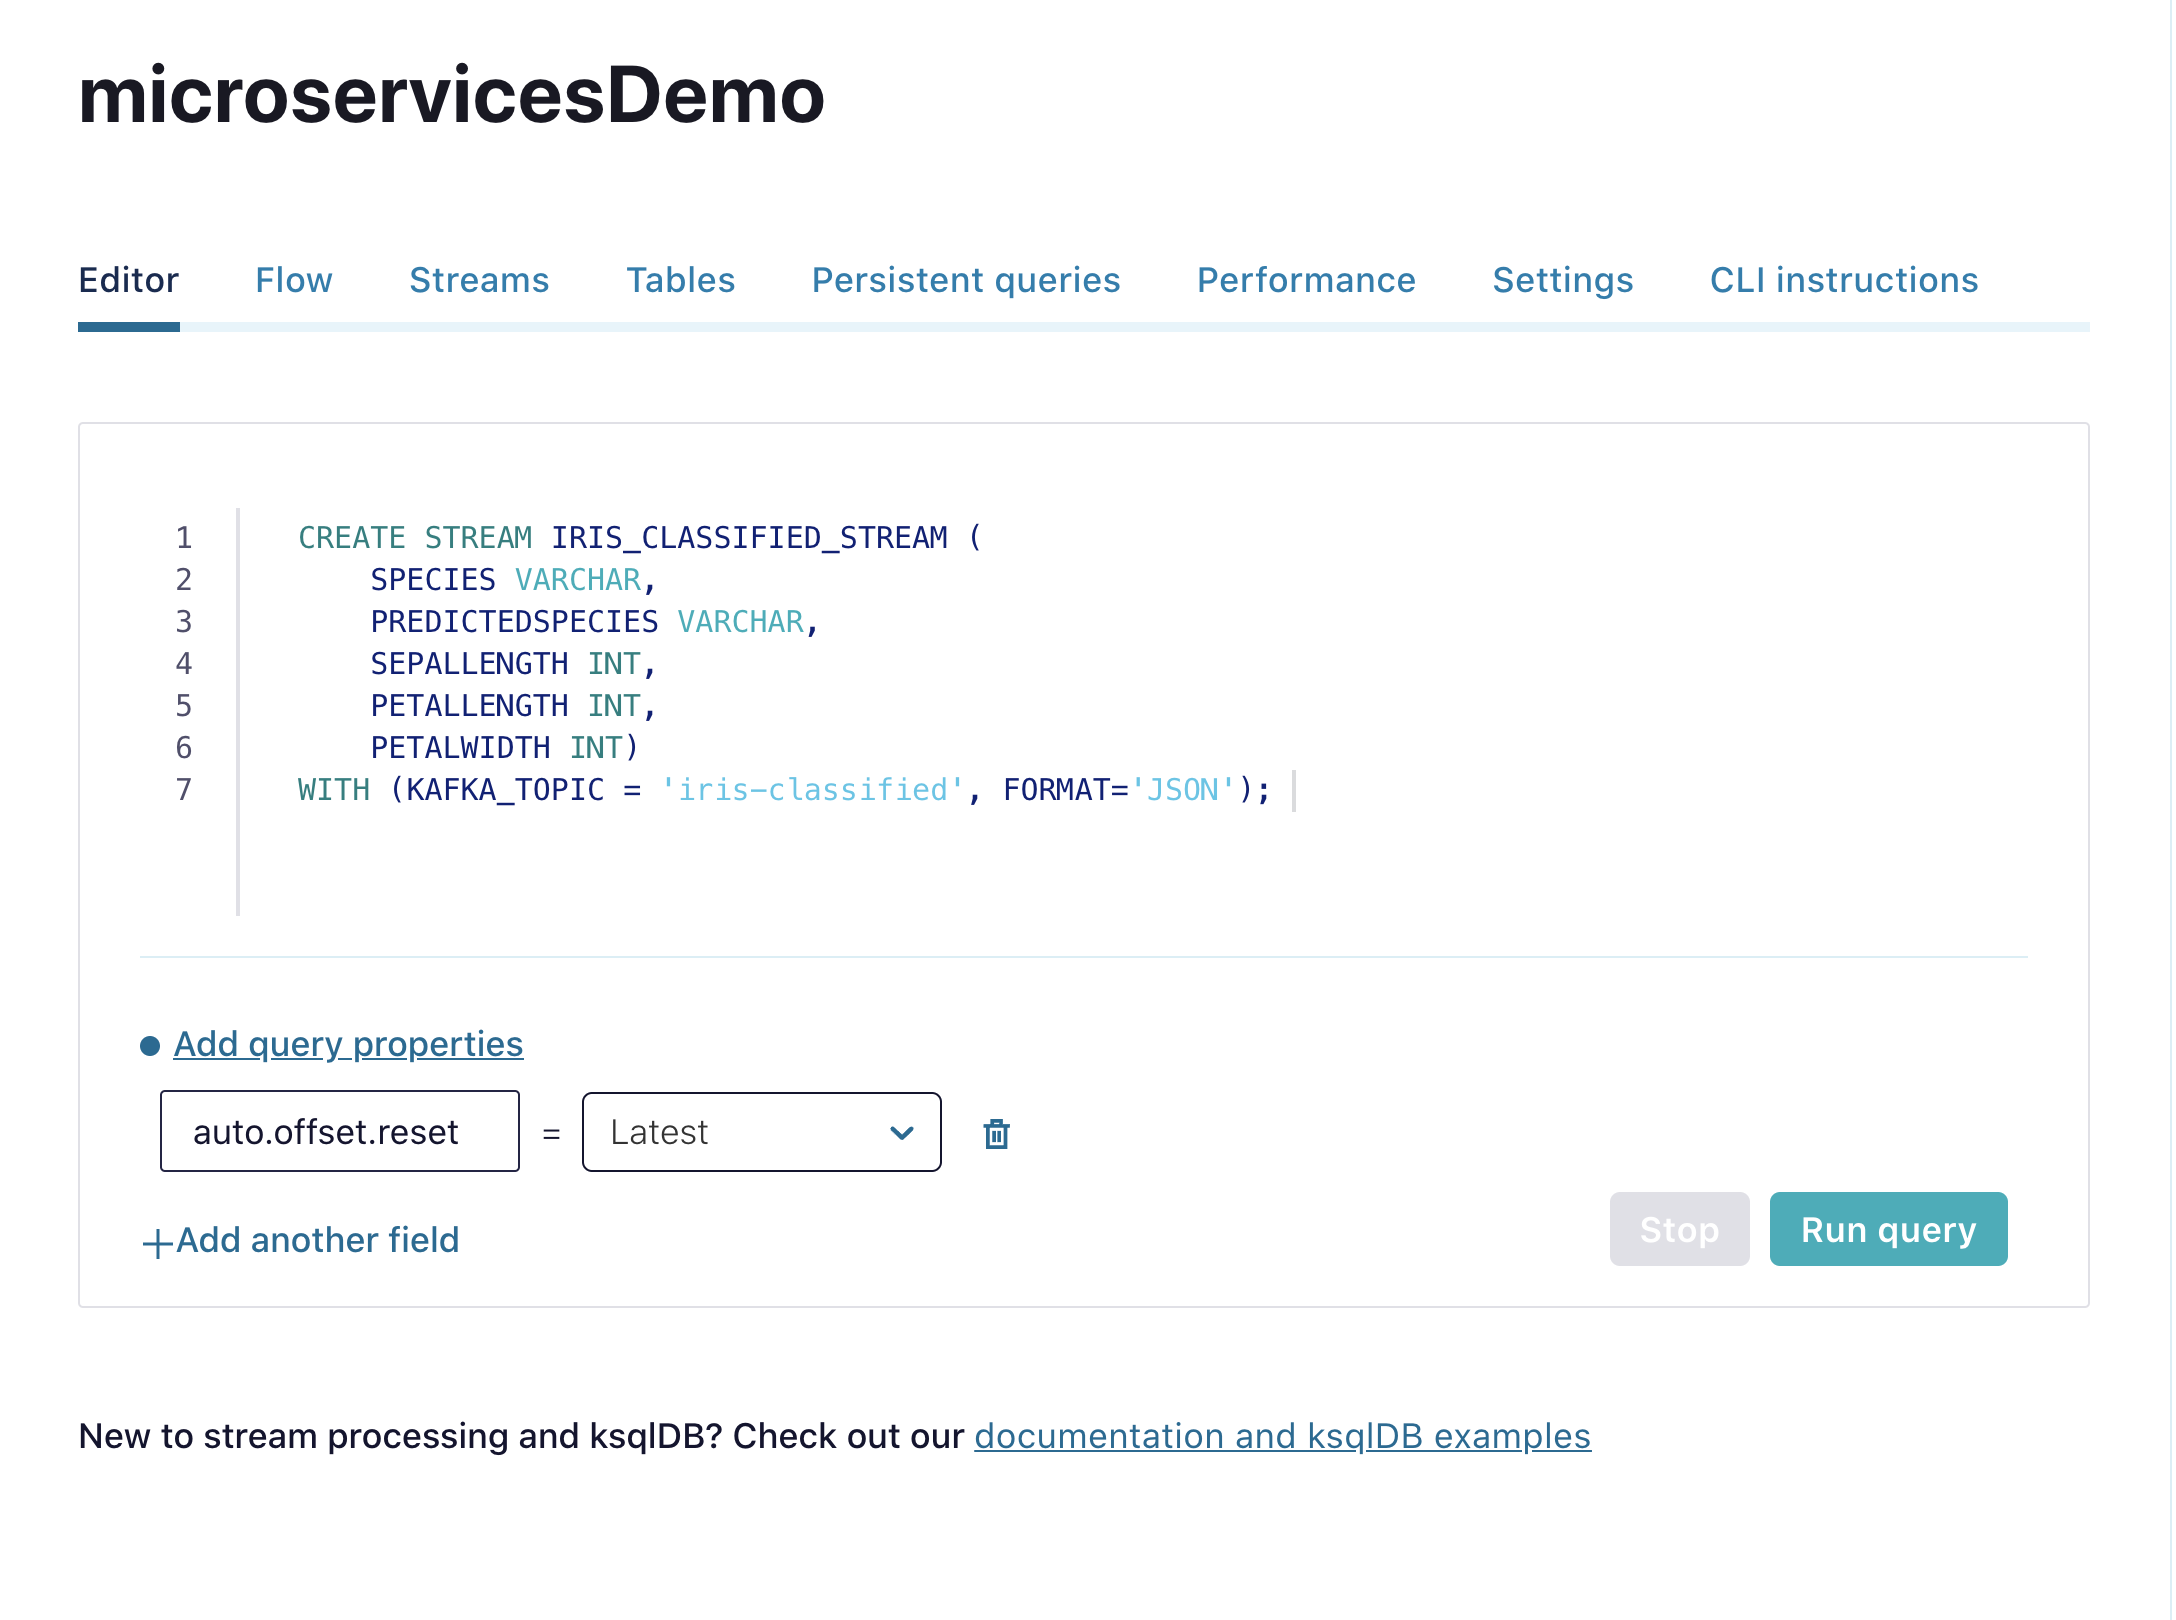 microservicesDemo
Editor Flow Streams Tables Persistent queries Performance Settings CLI instructions
1 CREATE STREAM IRIS_CLASSIFIED_STREAM (
2     SPECIES VARCHAR,
3     PREDICTEDSPECIES VARCHAR,
4     SEPALLENGTH INT,
5     PETALLENGTH INT,
6     PETALWIDTH INT)
7 WITH (KAFKA_TOPIC = 'iris-classified', FORMAT='JSON');
Add query properties
auto.offset.reset = Latest
+Add another field
Stop Run query
New to stream processing and ksqlDB? Check out our documentation and ksqlDB examples